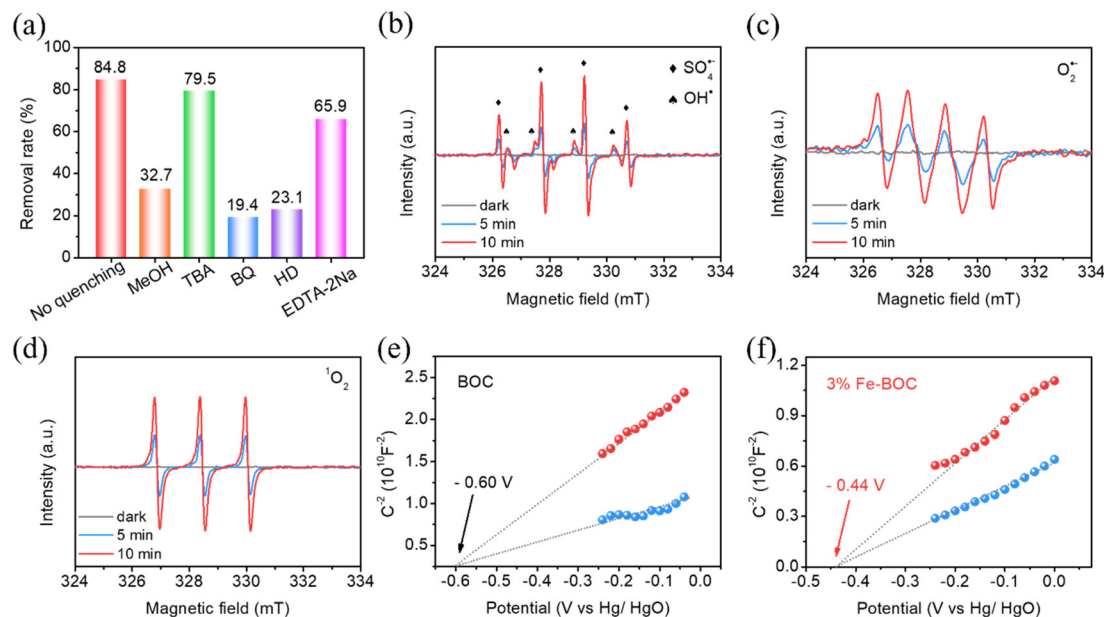 (a)
Removal rate (%)
100
80
60
40
20
0
84.8
32.7
79.5
19.4
23.1
65.9
No quenching
MeOH
TBA
BQ
HD
EDTA-2Na
(b)
Intensity (a.u.)
♦ SO₄•−
♠ OH•
dark
5 min
10 min
324 326 328 330 332 334
Magnetic field (mT)
(c)
Intensity (a.u.)
O₂•−
dark
5 min
10 min
324 326 328 330 332 334
Magnetic field (mT)
(d)
Intensity (a.u.)
¹O₂
dark
5 min
10 min
324 326 328 330 332 334
Magnetic field (mT)
(e)
C⁻² (10¹⁰F⁻²)
2.5
2.0
1.5
1.0
0.5
BOC
- 0.60 V
-0.6 -0.5 -0.4 -0.3 -0.2 -0.1 0.0
Potential (V vs Hg/ HgO)
(f)
C⁻² (10¹⁰F⁻²)
1.2
0.9
0.6
0.3
0.0
3% Fe-BOC
- 0.44 V
-0.5 -0.4 -0.3 -0.2 -0.1 0.0
Potential (V vs Hg/ HgO)